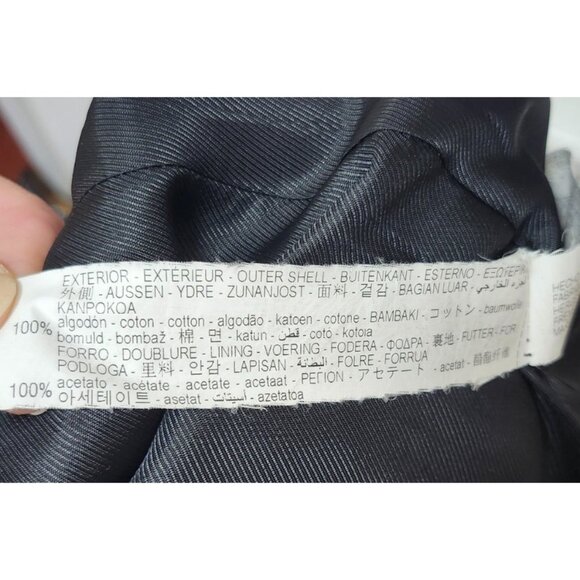 EXTERIOR - EXTÉRIEUR - OUTER SHELL - BUITENKANT - ESTERNO - ΕΞΩΤΕΡΙΚ
外側 - AUSSEN - YDRE - ZUNANJOST - 面料 - 겉감 - BAGIAN LUAR - الجزء الخارجي
KANPOKOA
100% algodón - coton - cotton - algodão - katoen - cotone - BAMBAKI - コットン - baumwolle
bomuld - bombaž - 棉 - 면 - katun - قطن - cotó - kotoia
FORRO - DOUBLURE - LINING - VOERING - FODERA - ΦΟΔΡΑ - 裏地 - FUTTER - FOR
PODLOGA - 里料 - 안감 - LAPISAN - البطانة - FOLRE - FORRUA
100% acetato - acétate - acetate - acetaat - ΡΕΓΙΟΝ - アセテート - 醋酯纤维
아세테이트 - asetat - أسيتات - azetatoa